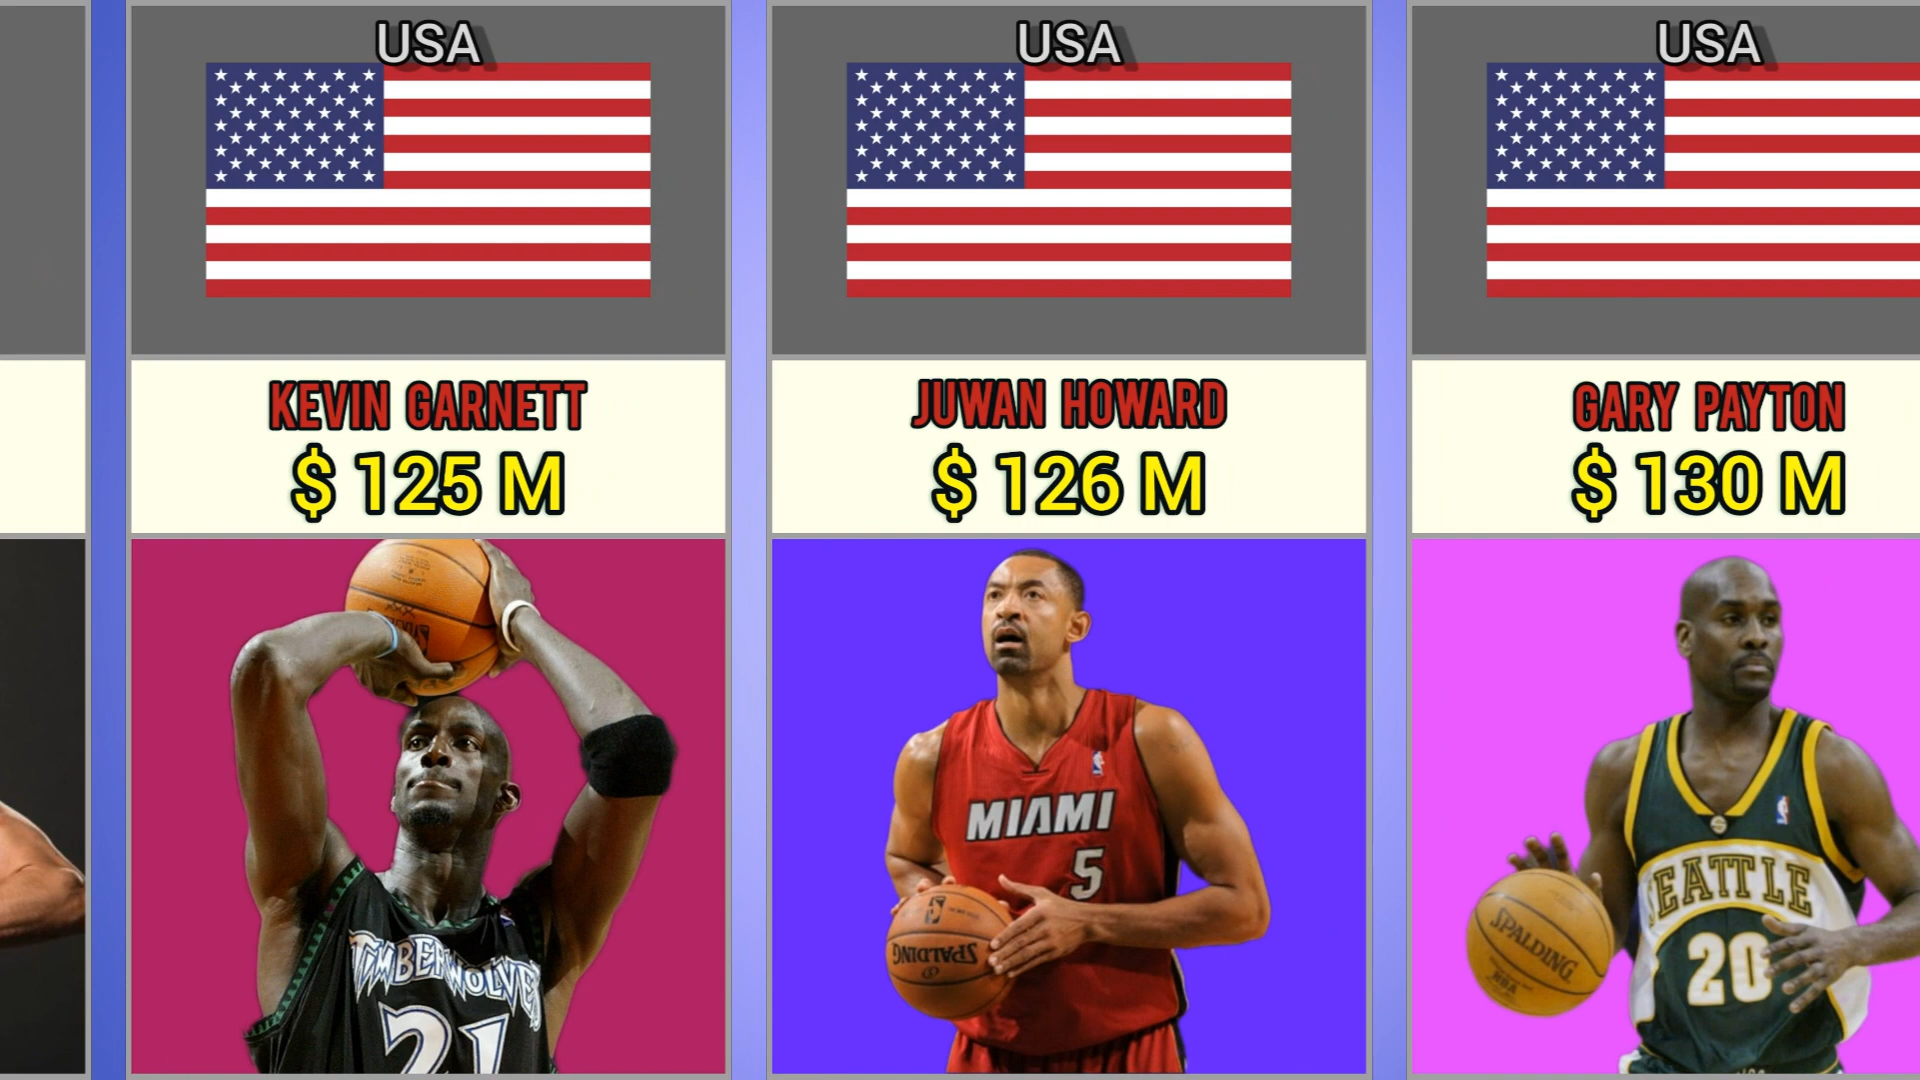 USA
USA
USA
KEVIN GARNETT
$ 125 M
JUWAN HOWARD
$ 126 M
GARY PAYTON
$ 130 M
TIMBERWOLVES
21
MIAMI
5
SPALDING
SEATTLE
20
SPALDING
NBA